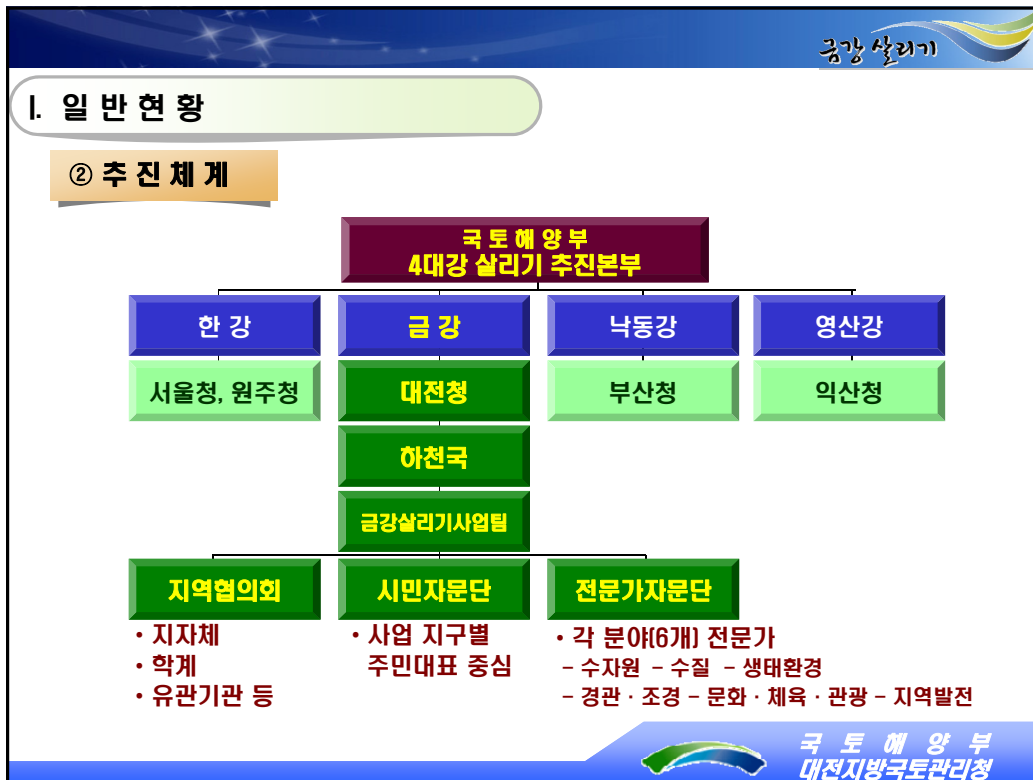 금강 살리기
Ⅰ. 일 반 현 황
② 추 진 체 계
국 토 해 양 부
4대강 살리기 추진본부
한 강
금 강
낙동강
영산강
서울청, 원주청
대전청
부산청
익산청
하천국
금강살리기사업팀
지역협의회
시민자문단
전문가자문단
• 지자체
• 학계
• 유관기관 등
• 사업 지구별
주민대표 중심
• 각 분야(6개) 전문가
– 수자원 – 수질 – 생태환경
– 경관 · 조경 – 문화 · 체육 · 관광 – 지역발전
국 토 해 양 부
대전지방국토관리청